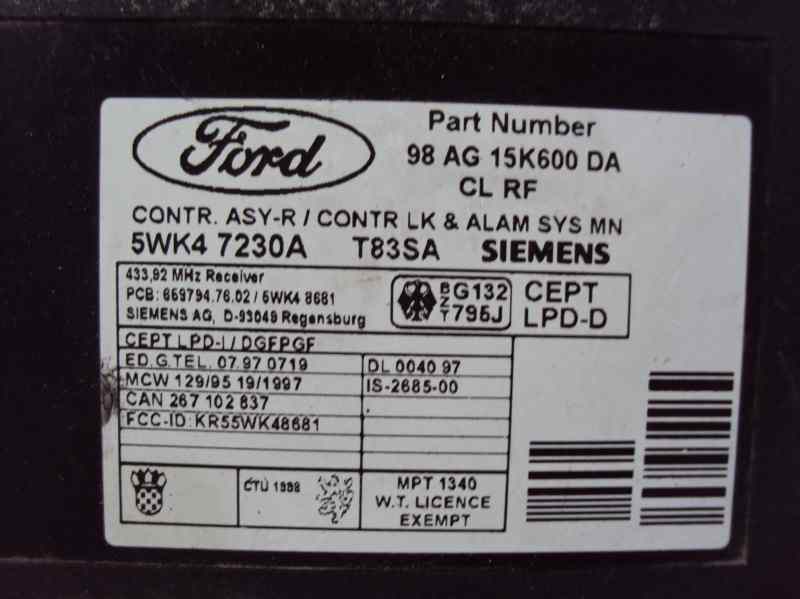 Ford
Part Number
98 AG 15K600 DA
CL RF
CONTR. ASY-R / CONTR LK & ALAM SYS MN
5WK4 7230A T83SA SIEMENS
433,92 MHz Receiver
PCB: 659794.76.02 / 5WK4 8681
SIEMENS AG, D-93049 Regensburg
BZT G132 795J
CEPT
LPD-D
CEPT LPD-I / DGFPGF
ED.G.TEL. 07.97 0719 DL 0040 97
MCW 129/95 19/1997 IS-2685-00
CAN 267 102 837
FCC-ID: KR55WK48681
ČTÚ 1998
MPT 1340
W.T. LICENCE
EXEMPT